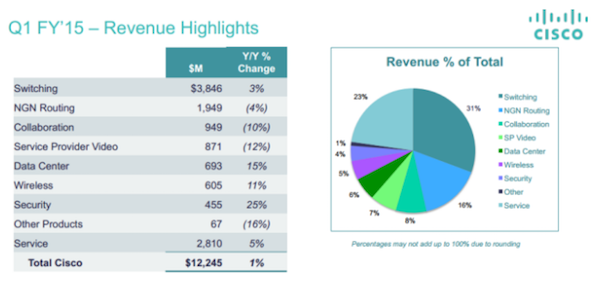 Q1 FY'15 – Revenue Highlights
CISCO
$M Y/Y % Change
Switching $3,846 3%
NGN Routing 1,949 (4%)
Collaboration 949 (10%)
Service Provider Video 871 (12%)
Data Center 693 15%
Wireless 605 11%
Security 455 25%
Other Products 67 (16%)
Service 2,810 5%
Total Cisco $12,245 1%
Revenue % of Total
23%
31%
1%
4%
5%
6%
7%
8%
16%
Switching
NGN Routing
Collaboration
SP Video
Data Center
Wireless
Security
Other
Service
Percentages may not add up to 100% due to rounding